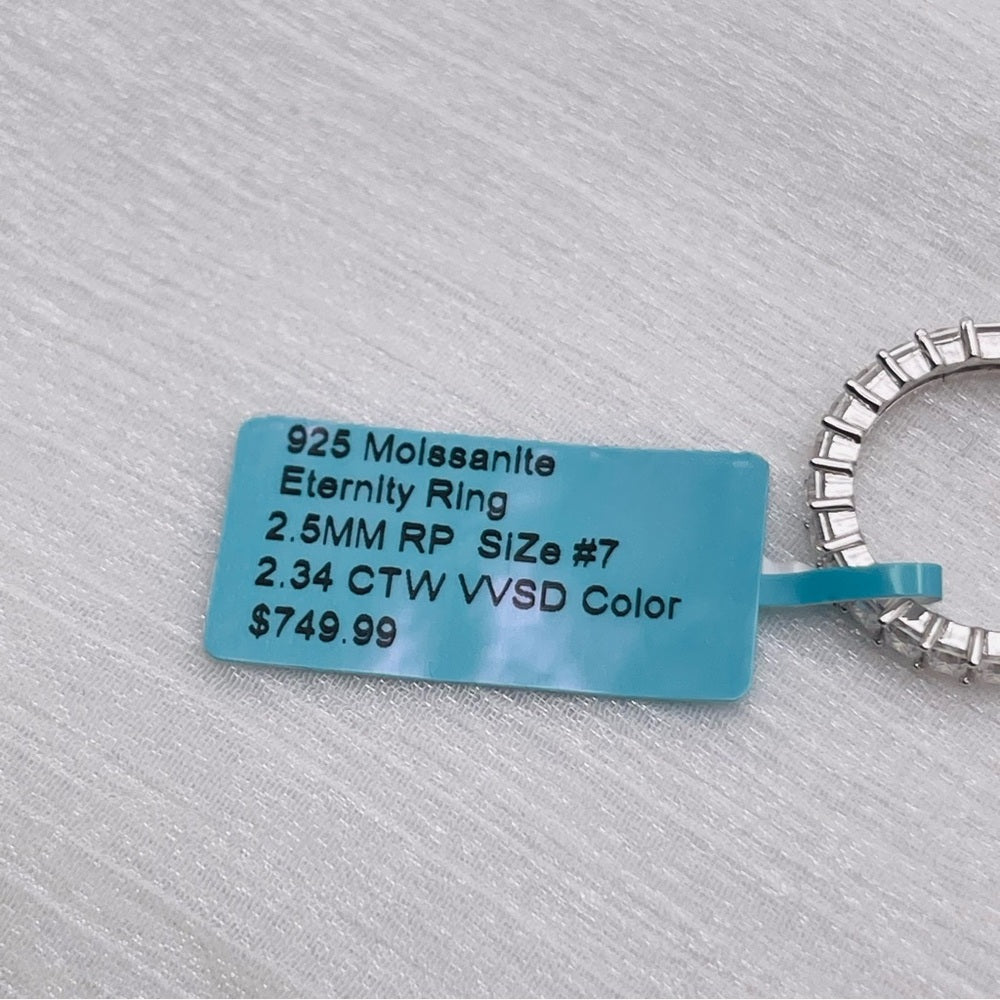 925 Moissanite
Eternity Ring
2.5MM RP SiZe #7
2.34 CTW VVSD Color
$749.99